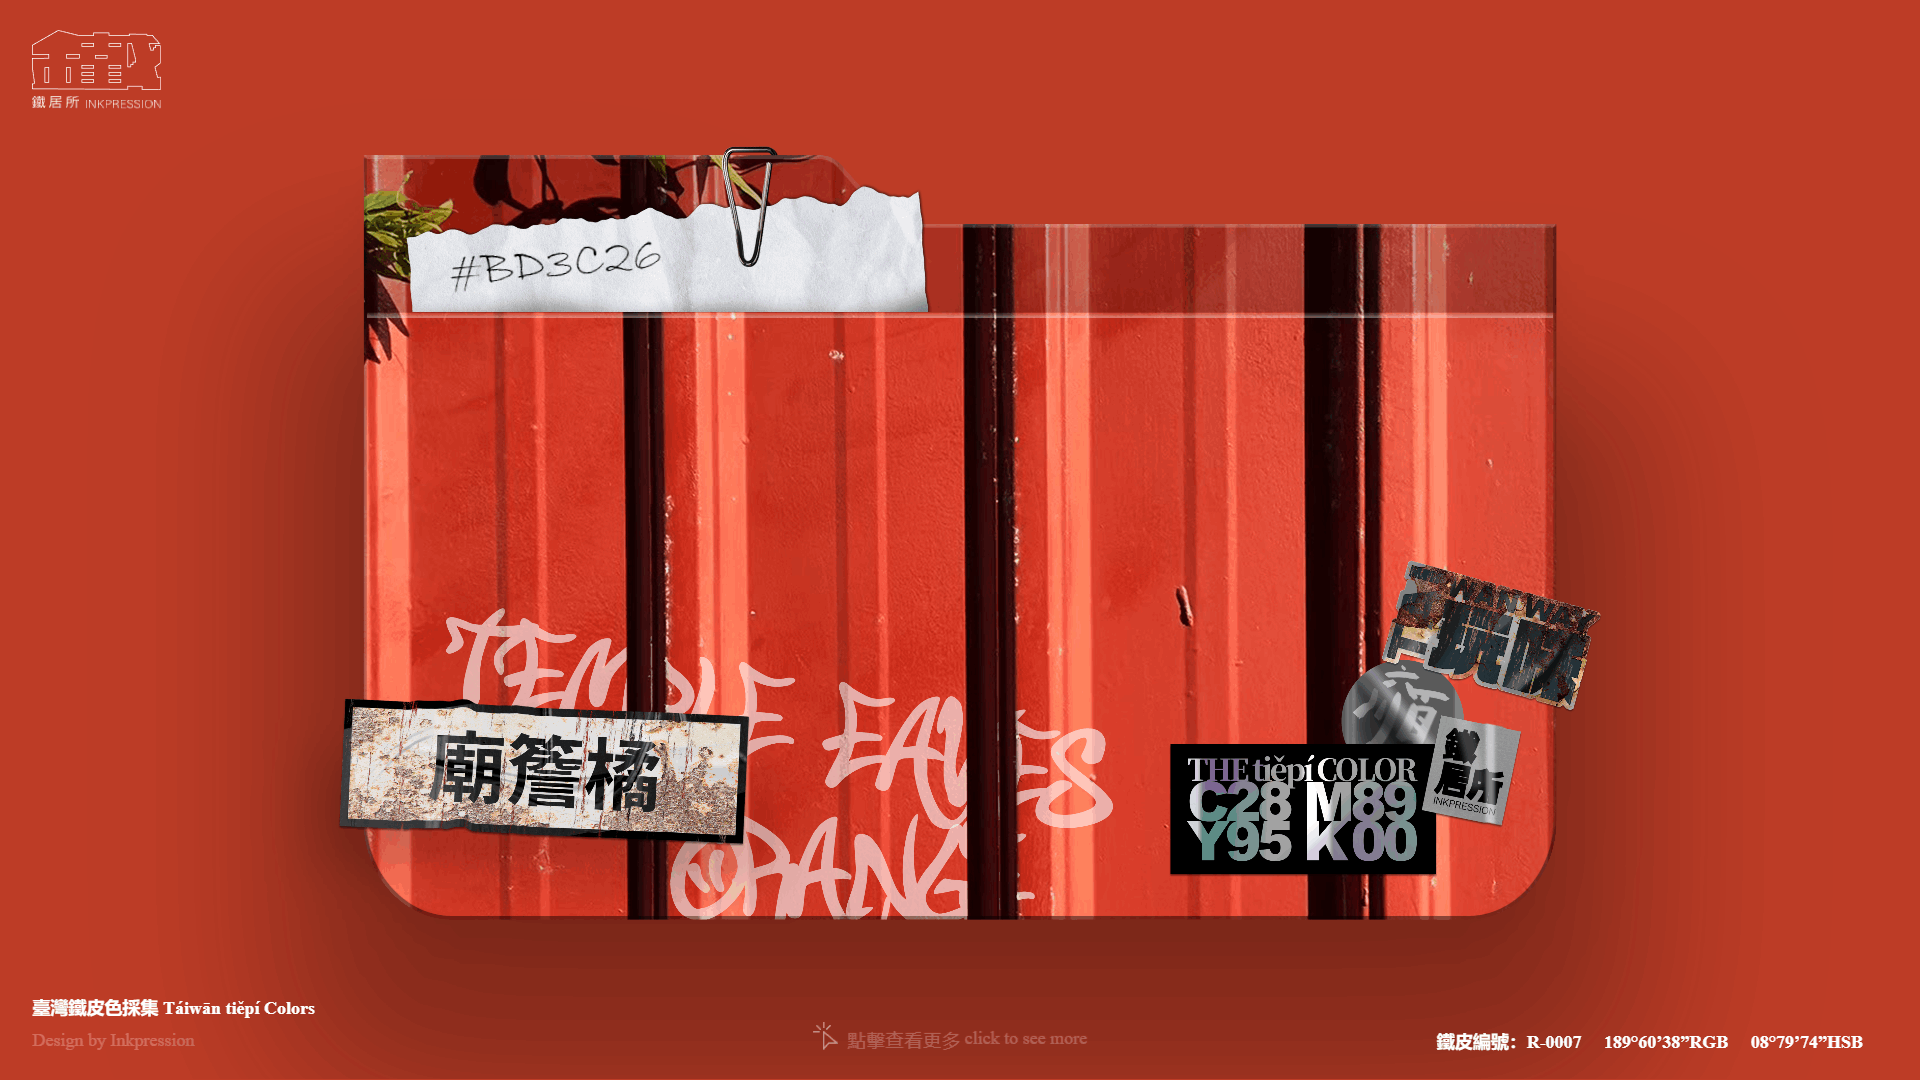 鐵居所 INKPRESSION
#BD3C26
TEMPLE EAVES
ORANGE
廟簷橘
THE tiěpí COLOR
C28 M89
Y95 K00
鐵居所
INKPRESSION
臺灣鐵皮色採集 Táiwān tiěpí Colors
Design by Inkpression
點擊查看更多 click to see more
鐵皮編號：R-0007 189°60’38”RGB 08°79’74”HSB